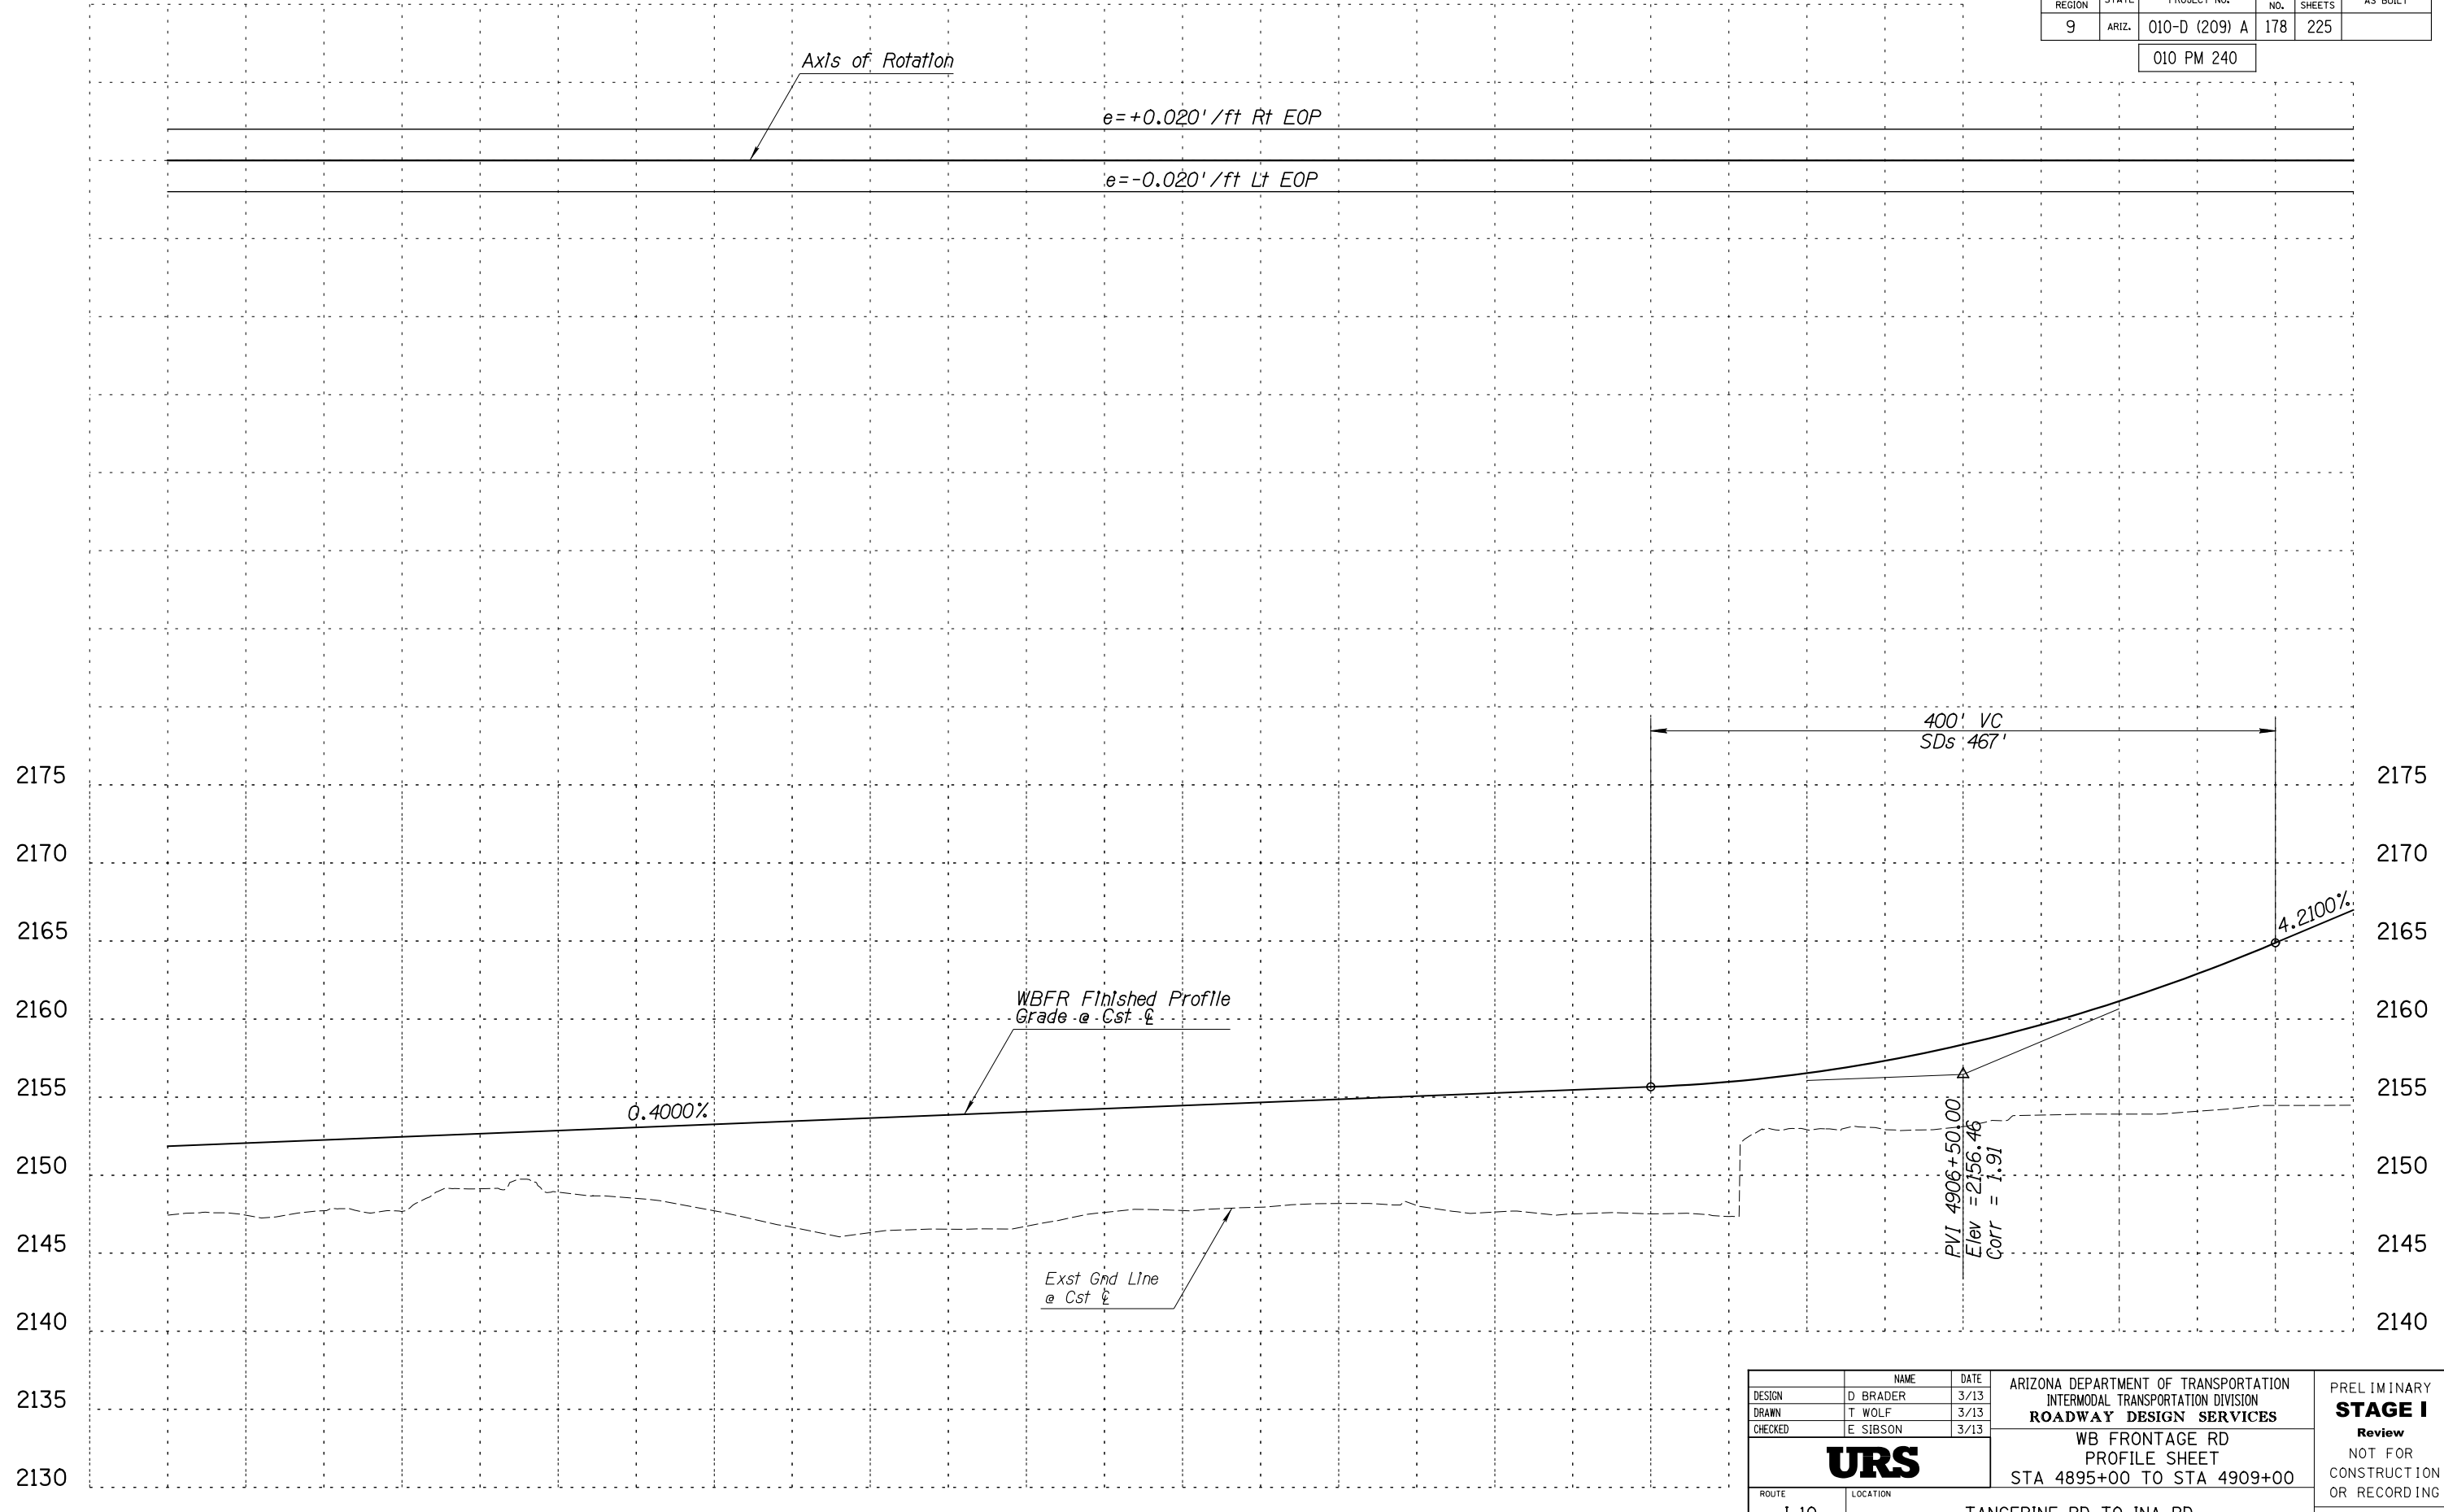 REGION STATE PROJECT NO. NO. SHEETS AS BUILT
9 ARIZ. 010-D (209) A 178 225
010 PM 240
Axis of Rotation
e=+0.020'/ft Rt EOP
e=-0.020'/ft Lt EOP
400' VC
SDs 467'
2175 2175
2170 2170
4.2100%
2165 2165
WBFR Finished Profile
Grade @ Cst ℄
2160 2160
2155 2155
0.4000%
PVI 4906+50.00
Elev =2156.46
Corr = 1.91
2150 2150
2145 2145
Exst Gnd Line
@ Cst ℄
2140 2140
2135
2130
NAME DATE
DESIGN D BRADER 3/13
DRAWN T WOLF 3/13
CHECKED E SIBSON 3/13
URS
ARIZONA DEPARTMENT OF TRANSPORTATION
INTERMODAL TRANSPORTATION DIVISION
ROADWAY DESIGN SERVICES
WB FRONTAGE RD
PROFILE SHEET
STA 4895+00 TO STA 4909+00
PRELIMINARY
STAGE I
Review
NOT FOR
CONSTRUCTION
OR RECORDING
ROUTE LOCATION
I-10 TANGERINE RD TO INA RD